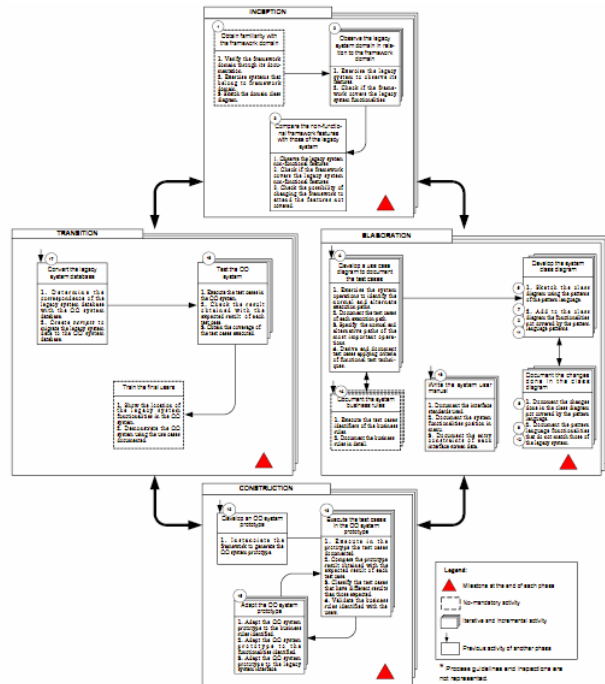 INCEPTION
Obtain familiarity with
the framework domain
1. Verify the framework
domain through its docu-
mentation.
2. Exercise systems that
belong to framework
domain.
3. Sketch the domain class
diagram.
Observe the legacy
system domain in rela-
tion to the framework
domain
1. Exercise the legacy
system to observe its
features.
2. Check if the frame-
work covers the legacy
system functionalities
Compare the non-functio-
nal framework features
with those of the legacy
system
1. Observe the legacy system
non-functional features
2. Check if the framework
covers the legacy system
non-functional features
3. Check the possibility of
changing the framework to
attend the features not
covered.
TRANSITION
Convert the legacy
system database
1. Determine the
correspondence of the
legacy system database
with the OO system
database.
2. Create scripts to
migrate the legacy system
data to the OO system
database.
Test the OO
system
1. Execute the test cases in
the OO system.
2. Check the result
obtained with the
expected result of each
test case.
3. Obtain the coverage of
the test cases executed.
Train the final users
1. Show the location of
the legacy system
functionalities in the OO
system.
2. Demonstrate the OO
system using the use cases
documented.
ELABORATION
Develop a use case
diagram to document
the test cases
1. Exercise the system
operations to identify the
normal and alternate
execution paths.
2. Document the test cases
of each execution path.
3. Specify the normal and
alternative paths of the
most important opera-
tions.
4. Derive and document
test cases applying criteria
of functional test techniques.
Develop the system
class diagram
1. Sketch the class
diagram using the patterns
of the pattern language.
2. Add to the class
diagram the functionalities
not covered by the pattern
language patterns.
Document the system
business rules
1. Execute the test cases
identifiers of the business
rules.
2. Document the business
rules in detail.
Write the system user
manual
1. Document the interface
standards used.
2. Document the system
functionalities position in
menu.
3. Document the entry
constraints of each
interface screen data.
Document the changes
done in the class
diagram
1. Document the changes
done in the class diagram
not covered by the pattern
language.
2. Document the pattern
language functionalities
that do not match those of
the legacy system.
CONSTRUCTION
Develop an OO system
prototype
1. Instantiate the
framework to generate the
OO system prototype.
Execute the test cases
in the OO system
prototype
1. Execute in the
prototype the test cases
documented.
2. Compare the prototype
result obtained with the
expected result of each
test case.
3. Classify the test cases
that have different results
than those expected.
4. Validate the business
rules identified with the
users.
Adapt the OO system
prototype
1. Adapt the OO system
prototype to the business
rules identified.
2. Adapt the OO system
prototype to the
functionalities identified.
3. Adapt the OO system
prototype to the legacy
system interface.
Legend:
Milestone at the end of each phase
No-mandatory activity
Iterative and incremental activity
Previous activity of another phase
* Process guidelines and inspections are
not represented.